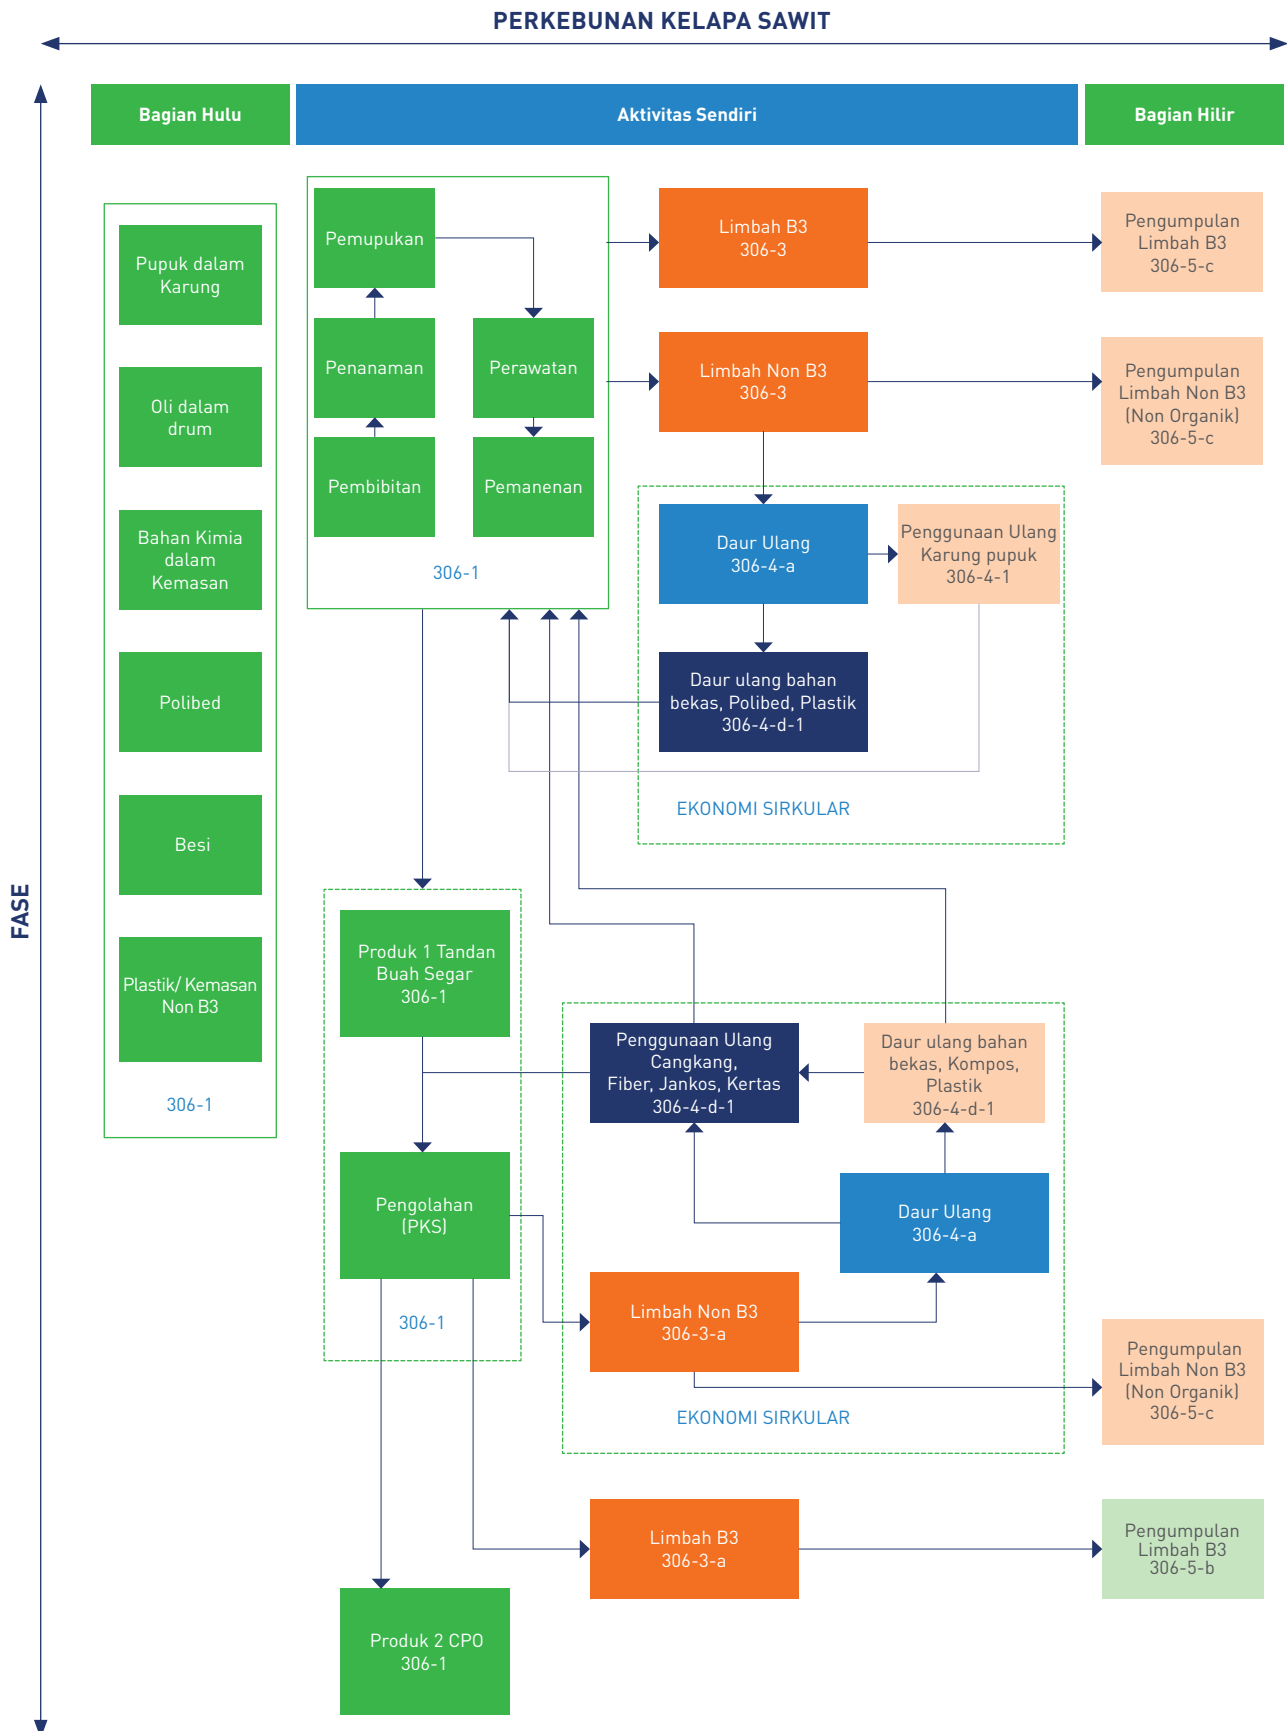 PERKEBUNAN KELAPA SAWIT
FASE
Bagian Hulu
Aktivitas Sendiri
Bagian Hilir
Pupuk dalam
Karung
Oli dalam
drum
Bahan Kimia
dalam
Kemasan
Polibed
Besi
Plastik/ Kemasan
Non B3
306-1
Pemupukan
Penanaman
Perawatan
Pembibitan
Pemanenan
306-1
Limbah B3
306-3
Pengumpulan
Limbah B3
306-5-c
Limbah Non B3
306-3
Pengumpulan
Limbah Non B3
(Non Organik)
306-5-c
Daur Ulang
306-4-a
Penggunaan Ulang
Karung pupuk
306-4-1
Daur ulang bahan
bekas, Polibed, Plastik
306-4-d-1
EKONOMI SIRKULAR
Produk 1 Tandan
Buah Segar
306-1
Penggunaan Ulang
Cangkang,
Fiber, Jankos, Kertas
306-4-d-1
Daur ulang bahan
bekas, Kompos,
Plastik
306-4-d-1
Pengolahan
(PKS)
306-1
Daur Ulang
306-4-a
Limbah Non B3
306-3-a
EKONOMI SIRKULAR
Pengumpulan
Limbah Non B3
(Non Organik)
306-5-c
Limbah B3
306-3-a
Pengumpulan
Limbah B3
306-5-b
Produk 2 CPO
306-1